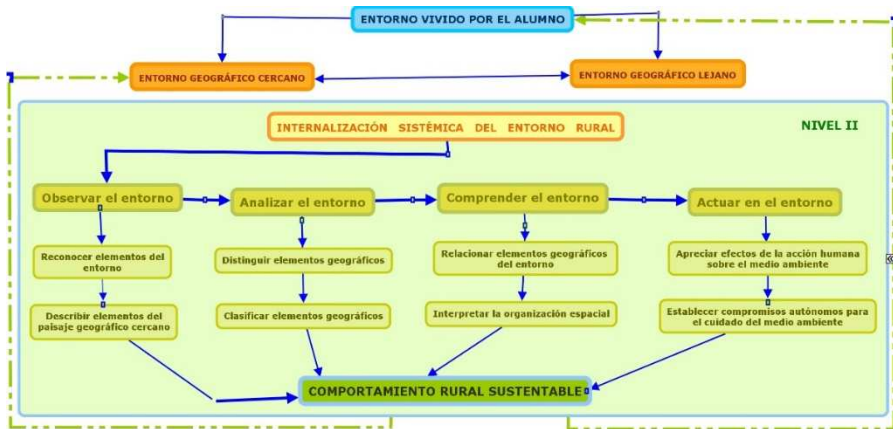 ENTORNO VIVIDO POR EL ALUMNO
ENTORNO GEOGRÁFICO CERCANO
ENTORNO GEOGRÁFICO LEJANO
INTERNALIZACIÓN SISTÉMICA DEL ENTORNO RURAL
NIVEL II
Observar el entorno
Analizar el entorno
Comprender el entorno
Actuar en el entorno
Reconocer elementos del
entorno
Distinguir elementos geográficos
Relacionar elementos geográficos
del entorno
Apreciar efectos de la acción humana
sobre el medio ambiente
Describir elementos del
paisaje geográfico cercano
Clasificar elementos geográficos
Interpretar la organización espacial
Establecer compromisos autónomos para
el cuidado del medio ambiente
COMPORTAMIENTO RURAL SUSTENTABLE